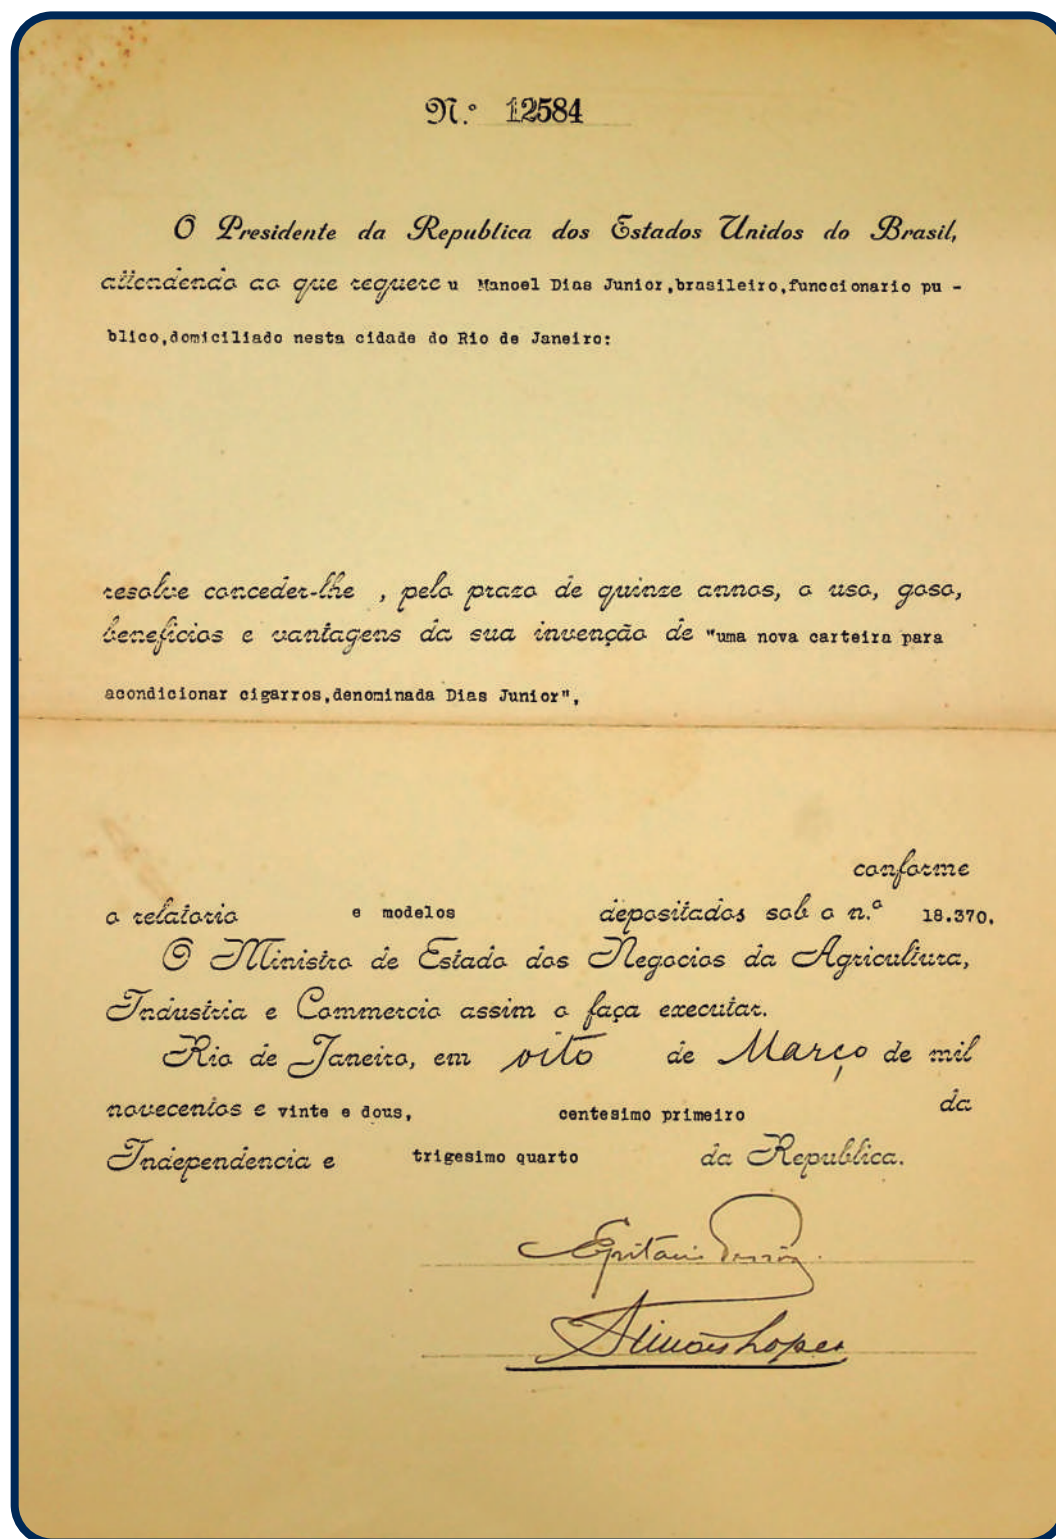 N.º 12584
O Presidente da Republica dos Estados Unidos do Brasil,
attendendo ao que requereu Manoel Dias Junior,brasileiro,funccionario pu -
blico,domiciliado nesta cidade do Rio de Janeiro:
resolve conceder-lhe , pelo prazo de quinze annos, o uso, goso,
beneficios e vantagens da sua invenção de "uma nova carteira para
acondicionar cigarros,denominada Dias Junior",
conforme
o relatorio e modelos depositados sob o n.º 18.370.
O Ministro de Estado dos Negocios da Agricultura,
Industria e Commercio assim o faça executar.
Rio de Janeiro, em oito de Março de mil
novecentos e vinte e dous, centesimo primeiro da
Independencia e trigesimo quarto da Republica.
Epitacio Pessôa.
Simões Lopes